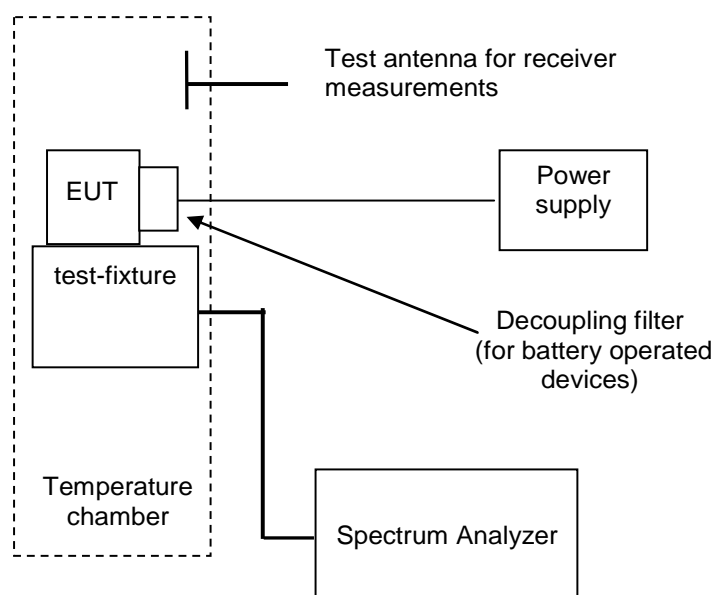 Test antenna for receiver
measurements
EUT
Power
supply
test-fixture
Decoupling filter
(for battery operated
devices)
Temperature
chamber
Spectrum Analyzer